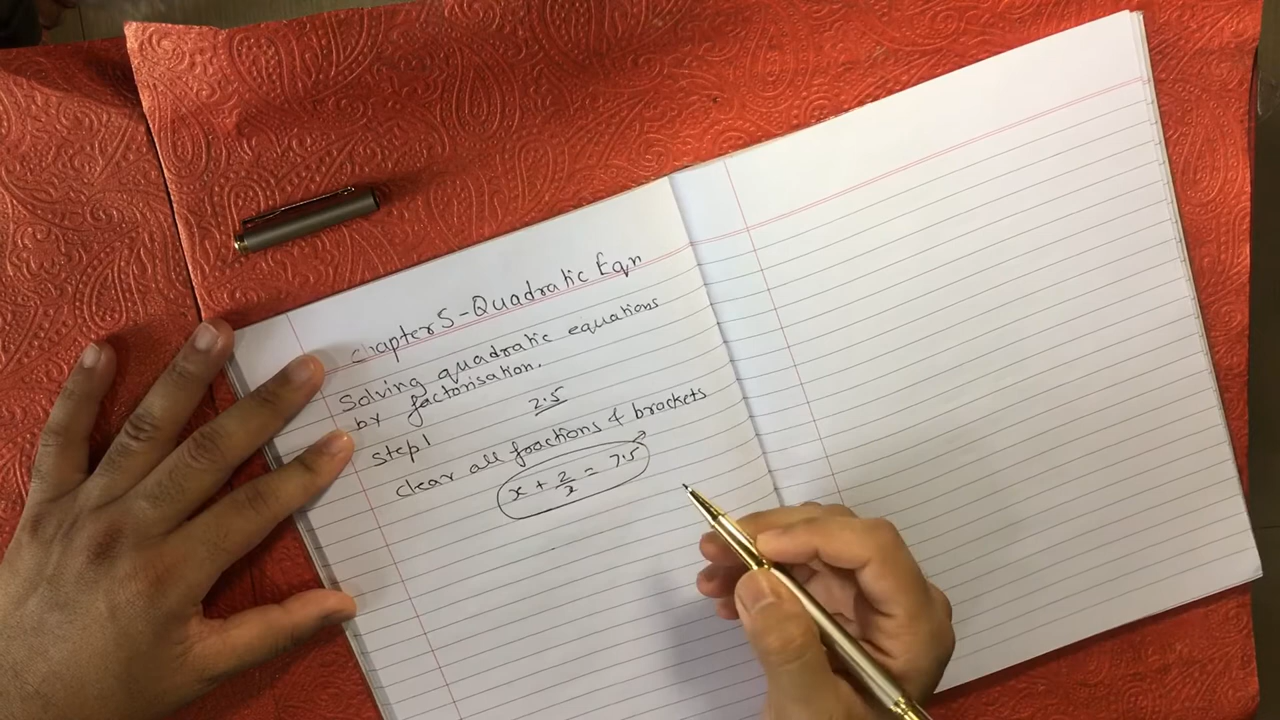 Chapter 5 - Quadratic Eqn
Solving quadratic equations
by factorisation.
2.5
Step 1
clear all fractions & brackets
x + 2/x = 7.5